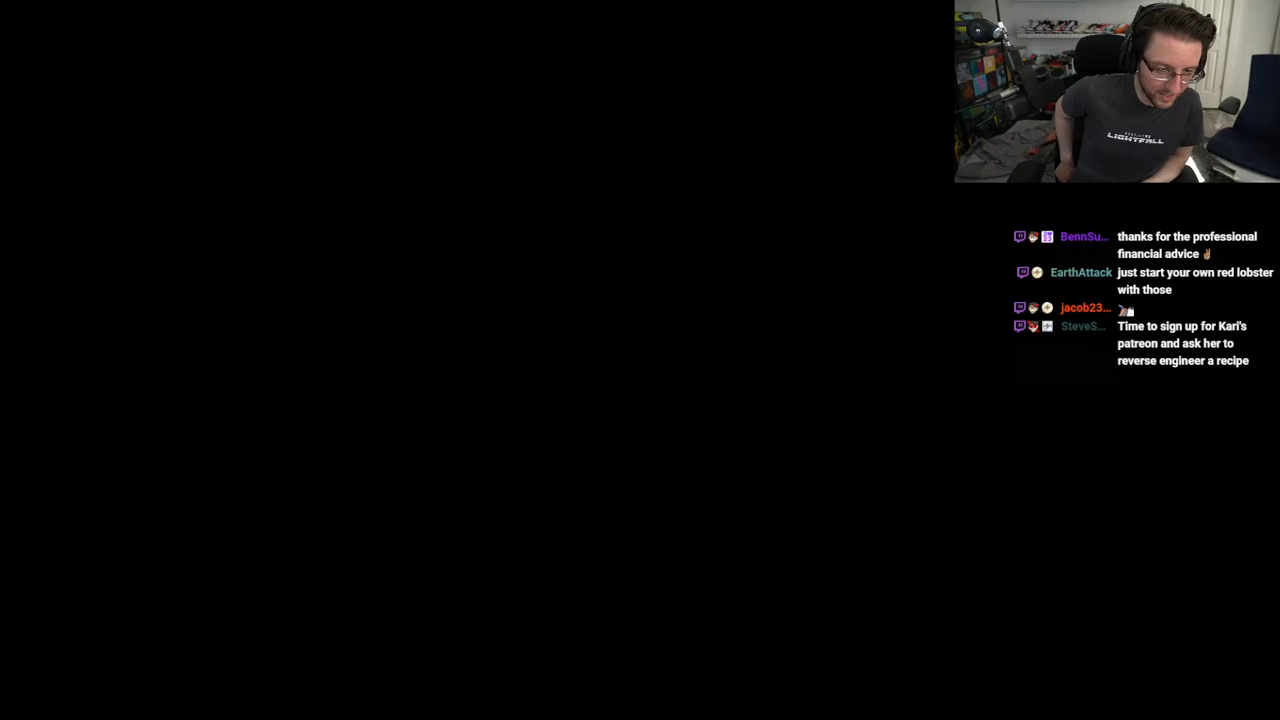 LIGHTFALL
BennSu... thanks for the professional
financial advice ✌🏽
EarthAttack just start your own red lobster
with those
jacob23...
SteveS... Time to sign up for Kari's
patreon and ask her to
reverse engineer a recipe